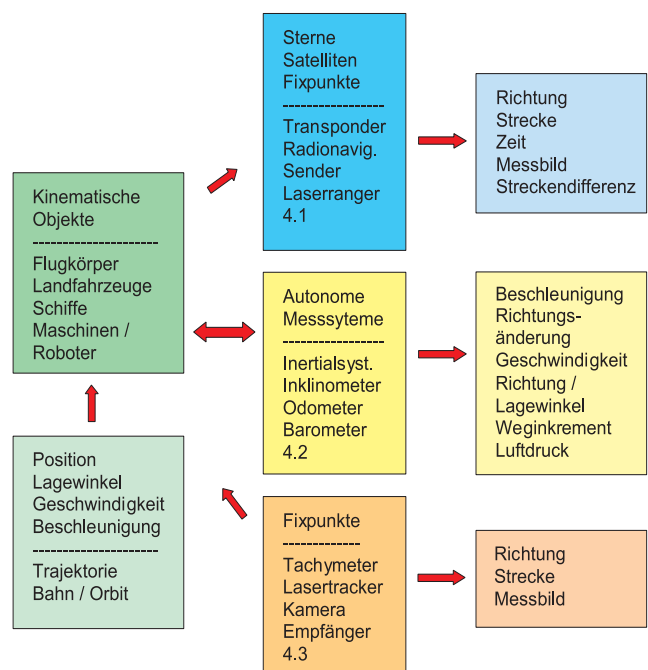 Kinematische
Objekte
-----------------------
Flugkörper
Landfahrzeuge
Schiffe
Maschinen /
Roboter
Position
Lagewinkel
Geschwindigkeit
Beschleunigung
-----------------------
Trajektorie
Bahn / Orbit
Sterne
Satelliten
Fixpunkte
------------------
Transponder
Radionavig.
Sender
Laserranger
4.1
Autonome
Messsyteme
------------------
Inertialsyst.
Inklinometer
Odometer
Barometer
4.2
Fixpunkte
--------------
Tachymeter
Lasertracker
Kamera
Empfänger
4.3
Richtung
Strecke
Zeit
Messbild
Streckendifferenz
Beschleunigung
Richtungs-
änderung
Geschwindigkeit
Richtung /
Lagewinkel
Weginkrement
Luftdruck
Richtung
Strecke
Messbild